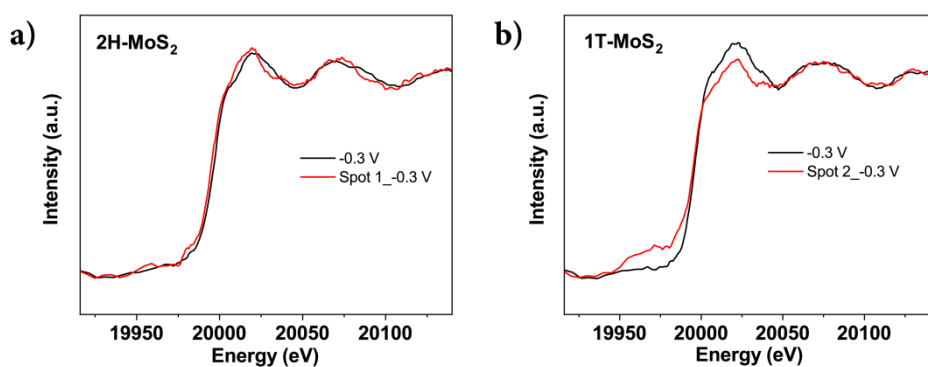 a)
2H-MoS₂
Intensity (a.u.)
-0.3 V
Spot 1_-0.3 V
19950 20000 20050 20100
Energy (eV)
b)
1T-MoS₂
Intensity (a.u.)
-0.3 V
Spot 2_-0.3 V
19950 20000 20050 20100
Energy (eV)